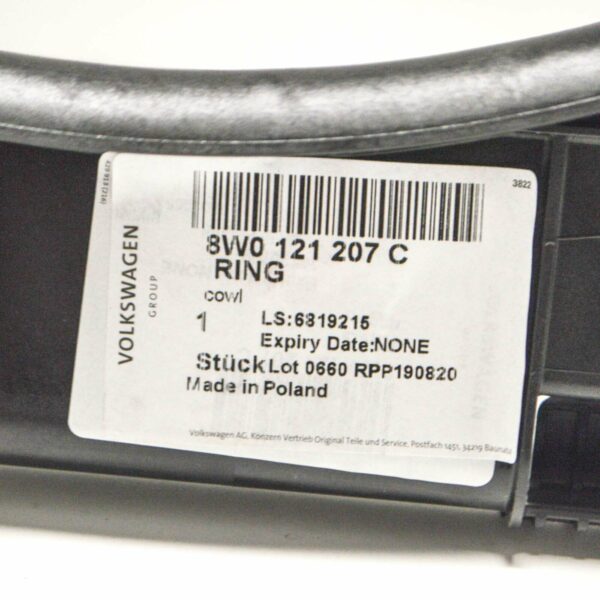 3822
VOLKSWAGEN
GROUP
8W0 121 207 C
RING
cowl
1 LS:6819215
Expiry Date:NONE
Stück Lot 0660 RPP190820
Made in Poland
Volkswagen AG, Konzern Vertrieb Original Teile und Service, Postfach 1451, 34219 Baunatal